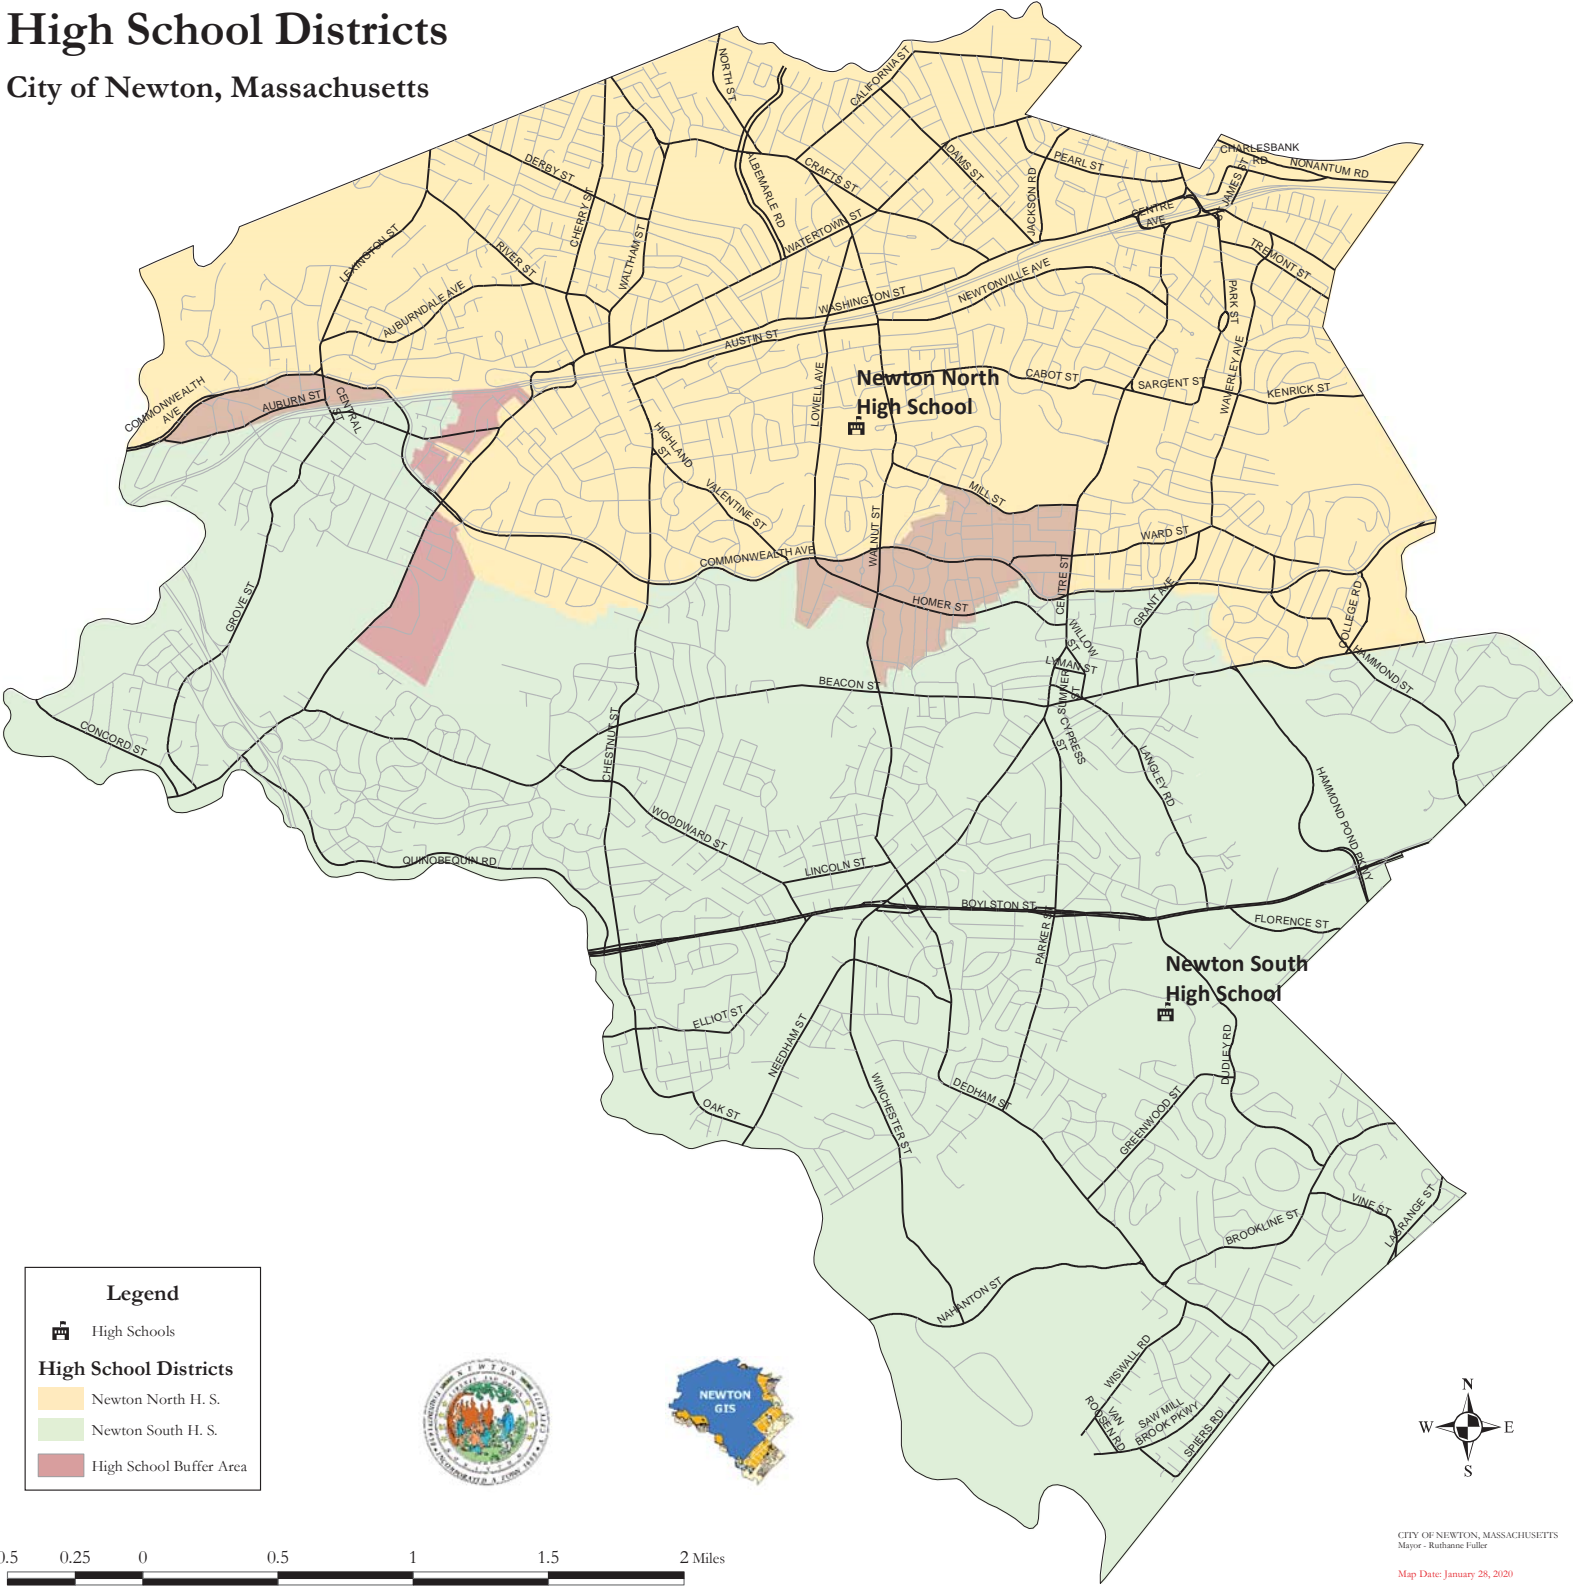 High School Districts
City of Newton, Massachusetts
NORTH ST
CALIFORNIA ST
CHARLESBANK
RD
NONANTUM RD
DERBY ST
ALBEMARLE RD
CRAFTS ST
ADAMS ST
PEARL ST
JAMES ST
JACKSON RD
CENTRE
AVE
CHERRY ST
WALTHAM ST
WATERTOWN ST
LEXINGTON ST
RIVER ST
TREMONT ST
AUBURNDALE AVE
WASHINGTON ST
NEWTONVILLE AVE
PARK ST
AUSTIN ST
LOWELL AVE
Newton North
High School
CABOT ST
SARGENT ST
WAVERLEY AVE
KENRICK ST
COMMONWEALTH
AVE
AUBURN ST
CENTRAL
ST
HIGHLAND
ST
VALENTINE ST
MILL ST
WALNUT ST
WARD ST
COMMONWEALTH AVE
CENTRE ST
GROVE ST
HOMER ST
GRANT AVE
COLLEGE RD
WILLOW
ST
LYMAN ST
HAMMOND ST
BEACON ST
SUMNER
ST
CONCORD ST
CHESTNUT ST
CYPRESS
ST
LANGLEY RD
HAMMOND POND PKWY
WOODWARD ST
QUINOBEQUIN RD
LINCOLN ST
BOYLSTON ST
FLORENCE ST
PARKER ST
Newton South
High School
ELLIOT ST
NEEDHAM ST
DUDLEY RD
OAK ST
WINCHESTER ST
DEDHAM ST
GREENWOOD ST
VINE ST
LAGRANGE ST
BROOKLINE ST
NAHANTON ST
WISWALL RD
VAN
ROOSEN RD
SAW MILL
BROOK PKWY
SPIERS RD
Legend
High Schools
High School Districts
Newton North H. S.
Newton South H. S.
High School Buffer Area
NEWTON
NEWTON
GIS
N
W
E
S
0.5 0.25 0 0.5 1 1.5 2 Miles
CITY OF NEWTON, MASSACHUSETTS
Mayor - Ruthanne Fuller
Map Date: January 28, 2020